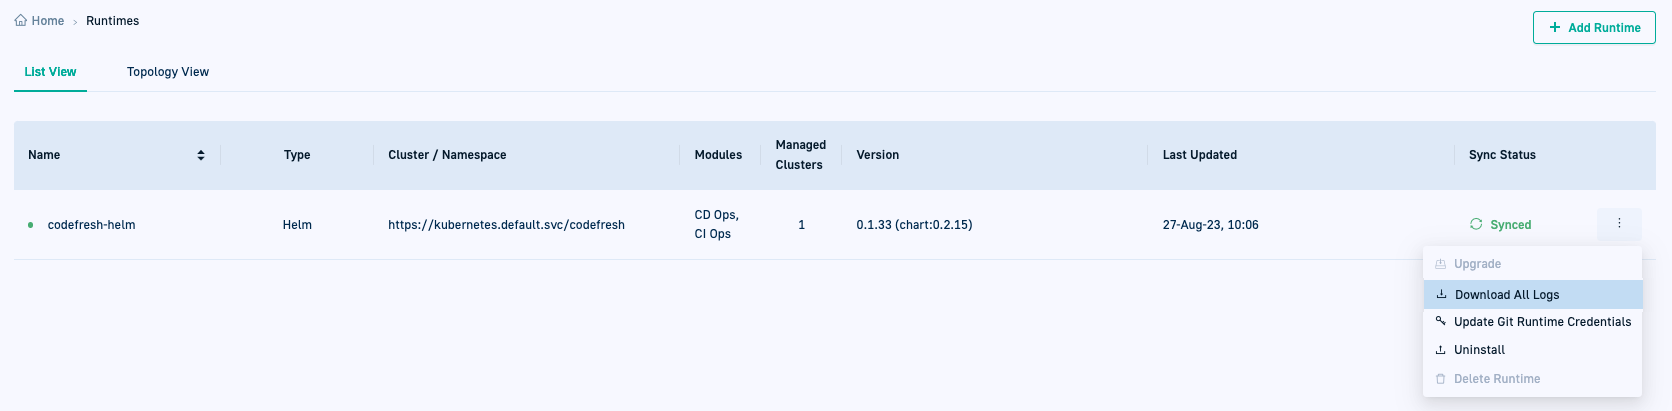 Home > Runtimes
+ Add Runtime
List View Topology View
Name Type Cluster / Namespace Modules Managed Clusters Version Last Updated Sync Status
codefresh-helm Helm https://kubernetes.default.svc/codefresh CD Ops, CI Ops 1 0.1.33 (chart:0.2.15) 27-Aug-23, 10:06 Synced
Upgrade
Download All Logs
Update Git Runtime Credentials
Uninstall
Delete Runtime